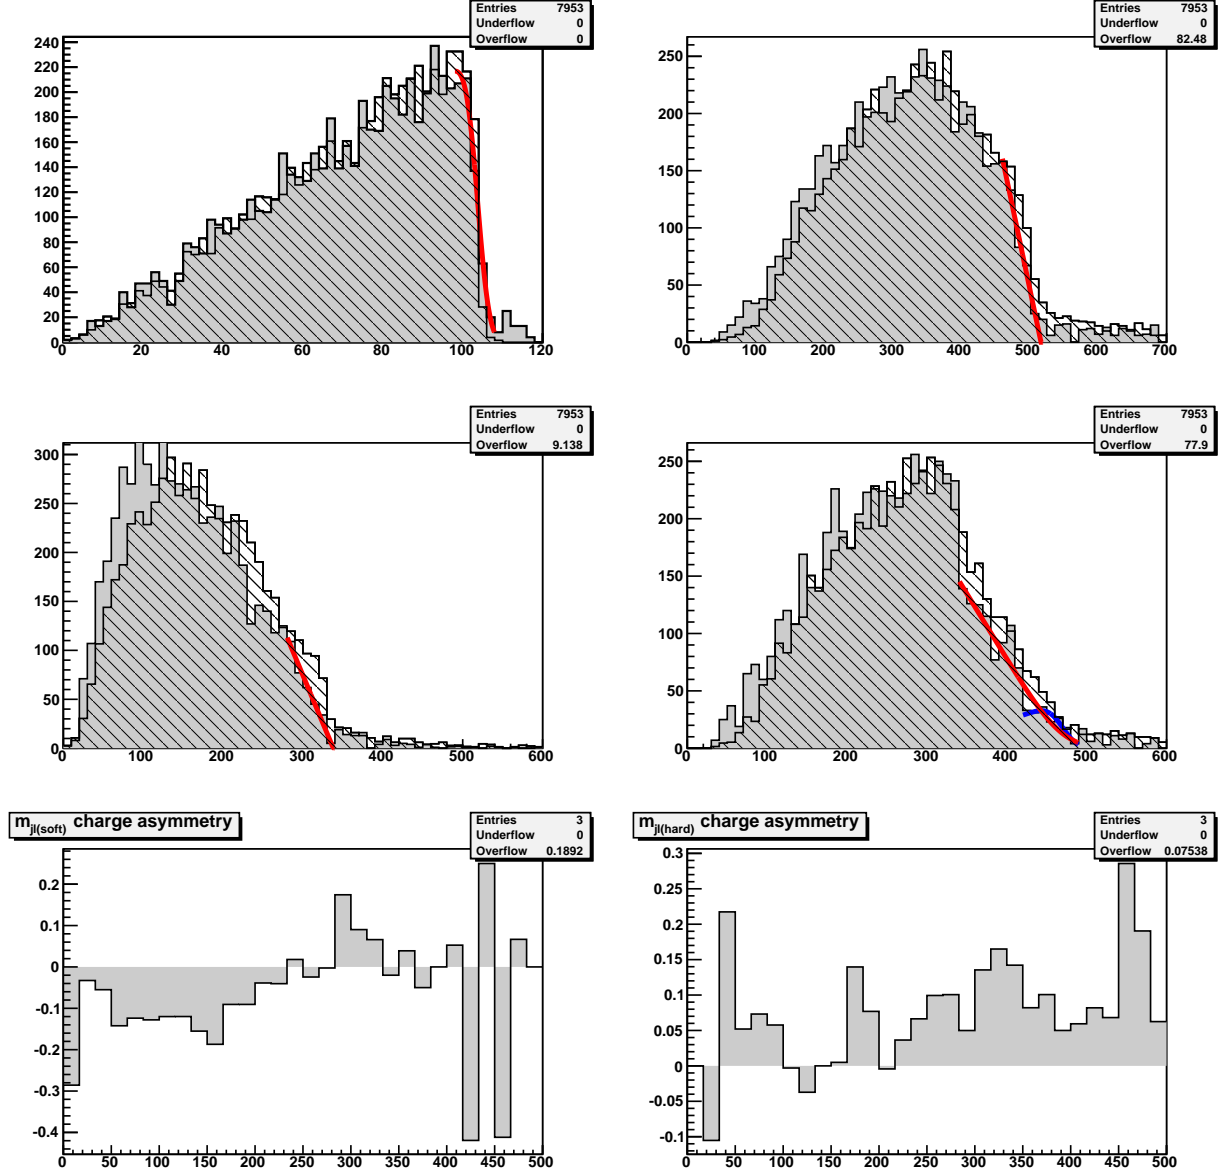 Entries 7953
Underflow 0
Overflow 0
240
220
200
180
160
140
120
100
80
60
40
20
0
0 20 40 60 80 100 120
Entries 7953
Underflow 0
Overflow 82.48
250
200
150
100
50
0
0 100 200 300 400 500 600 700
Entries 7953
Underflow 0
Overflow 9.138
300
250
200
150
100
50
0
0 100 200 300 400 500 600
Entries 7953
Underflow 0
Overflow 77.9
250
200
150
100
50
0
0 100 200 300 400 500 600
m_jl(soft) charge asymmetry
Entries 3
Underflow 0
Overflow 0.1892
0.2
0.1
0
-0.1
-0.2
-0.3
-0.4
0 50 100 150 200 250 300 350 400 450 500
m_jl(hard) charge asymmetry
Entries 3
Underflow 0
Overflow 0.07538
0.3
0.25
0.2
0.15
0.1
0.05
0
-0.05
-0.1
0 50 100 150 200 250 300 350 400 450 500